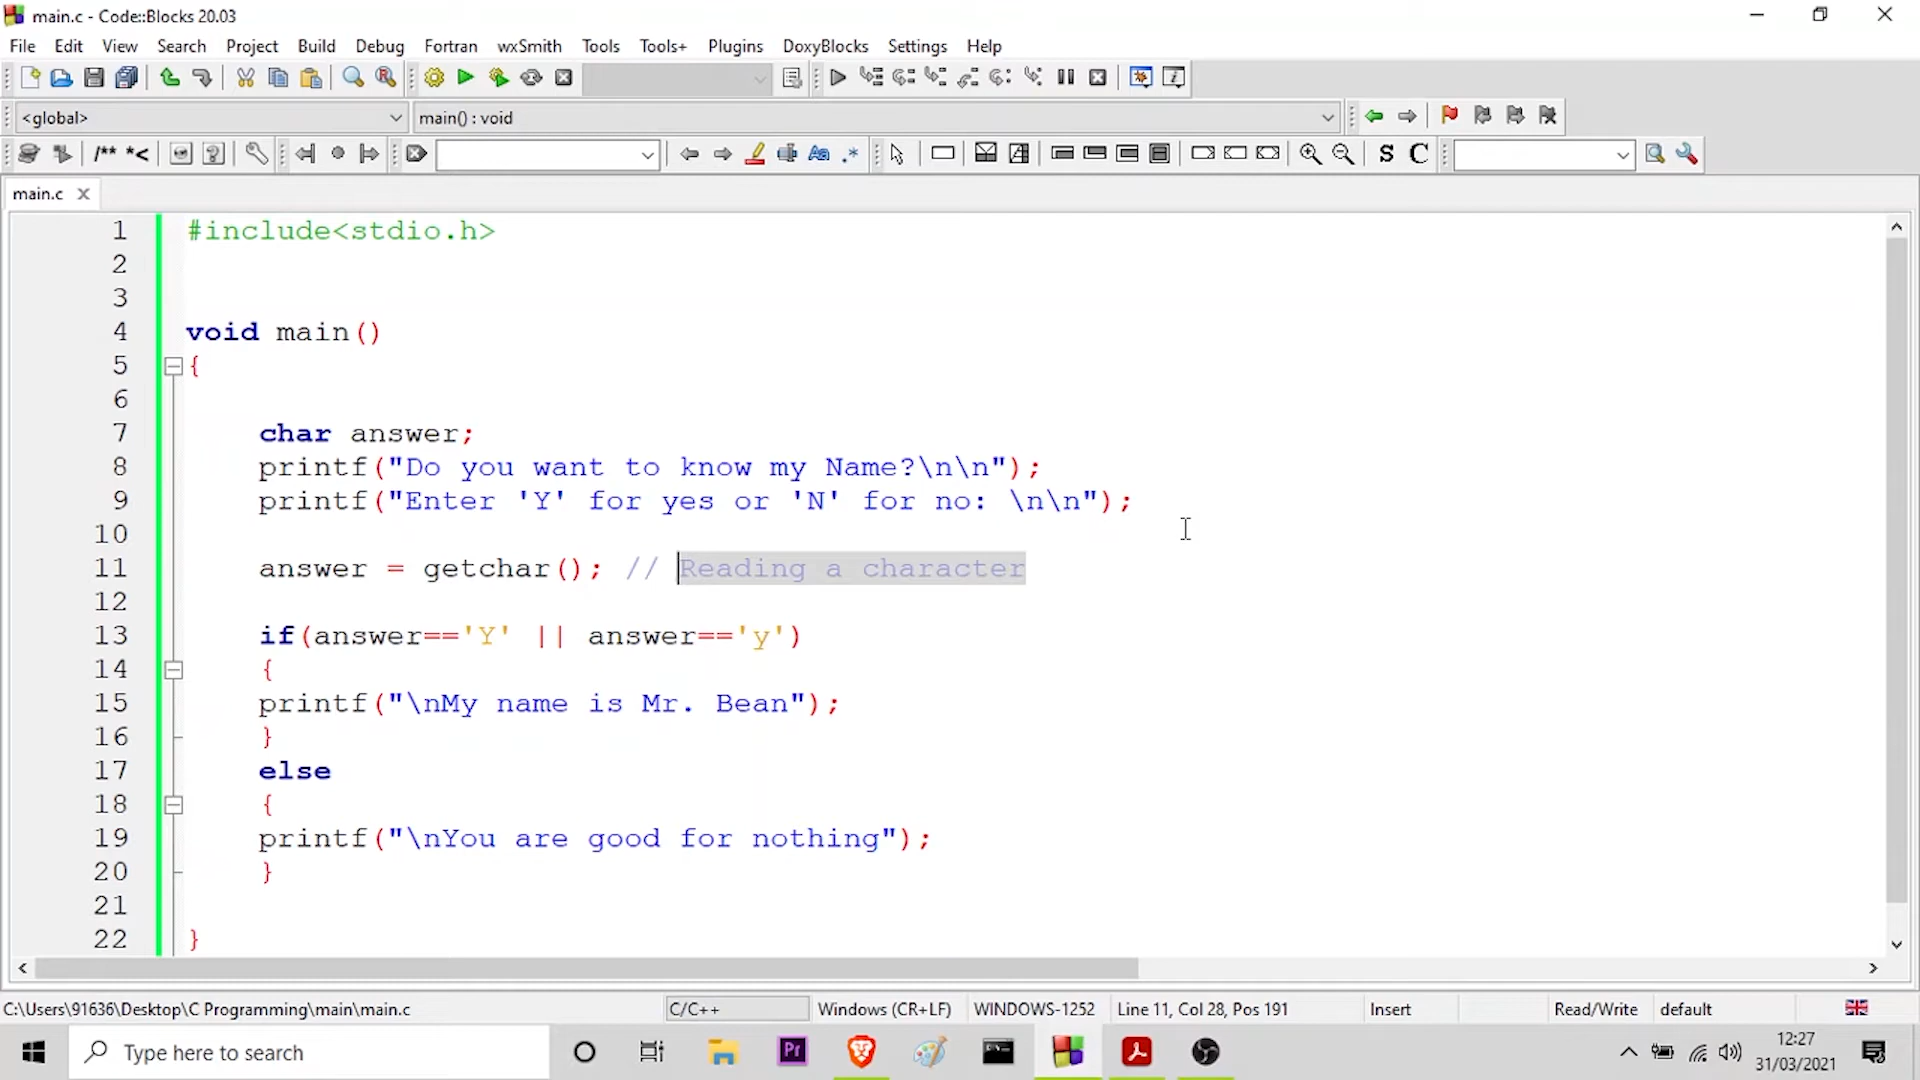 main.c - Code::Blocks 20.03
File Edit View Search Project Build Debug Fortran wxSmith Tools Tools+ Plugins DoxyBlocks Settings Help
<global> main() : void
/** *< Aa .* S C
main.c
1 #include<stdio.h>
2
3
4 void main()
5 {
6
7 char answer;
8 printf("Do you want to know my Name?\n\n");
9 printf("Enter 'Y' for yes or 'N' for no: \n\n");
10
11 answer = getchar(); // Reading a character
12
13 if(answer=='Y' || answer=='y')
14 {
15 printf("\nMy name is Mr. Bean");
16 }
17 else
18 {
19 printf("\nYou are good for nothing");
20 }
21
22 }
C:\Users\91636\Desktop\C Programming\main\main.c C/C++ Windows (CR+LF) WINDOWS-1252 Line 11, Col 28, Pos 191 Insert Read/Write default
Type here to search Pr 12:27
31/03/2021